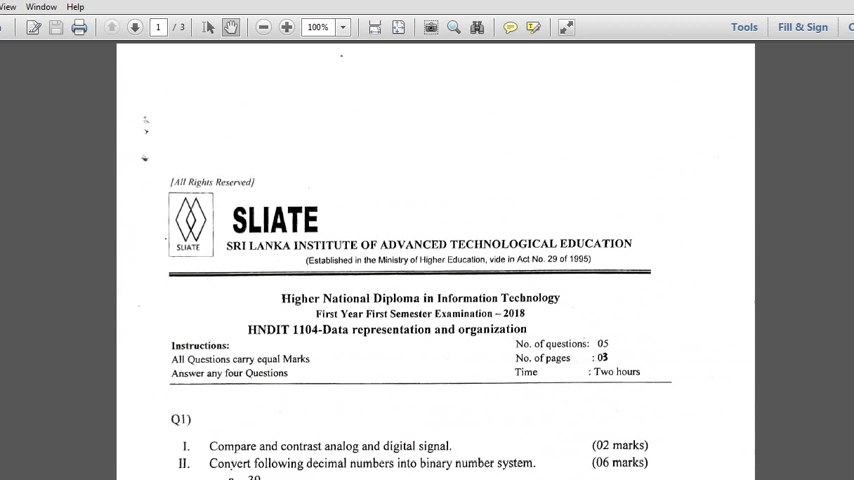 View Window Help
1 / 3 100% Tools Fill & Sign
[All Rights Reserved]
SLIATE
SLIATE
SRI LANKA INSTITUTE OF ADVANCED TECHNOLOGICAL EDUCATION
(Established in the Ministry of Higher Education, vide in Act No. 29 of 1995)
Higher National Diploma in Information Technology
First Year First Semester Examination – 2018
HNDIT 1104-Data representation and organization
Instructions: No. of questions: 05
All Questions carry equal Marks No. of pages : 03
Answer any four Questions Time : Two hours
Q1)
I. Compare and contrast analog and digital signal. (02 marks)
II. Convert following decimal numbers into binary number system. (06 marks)